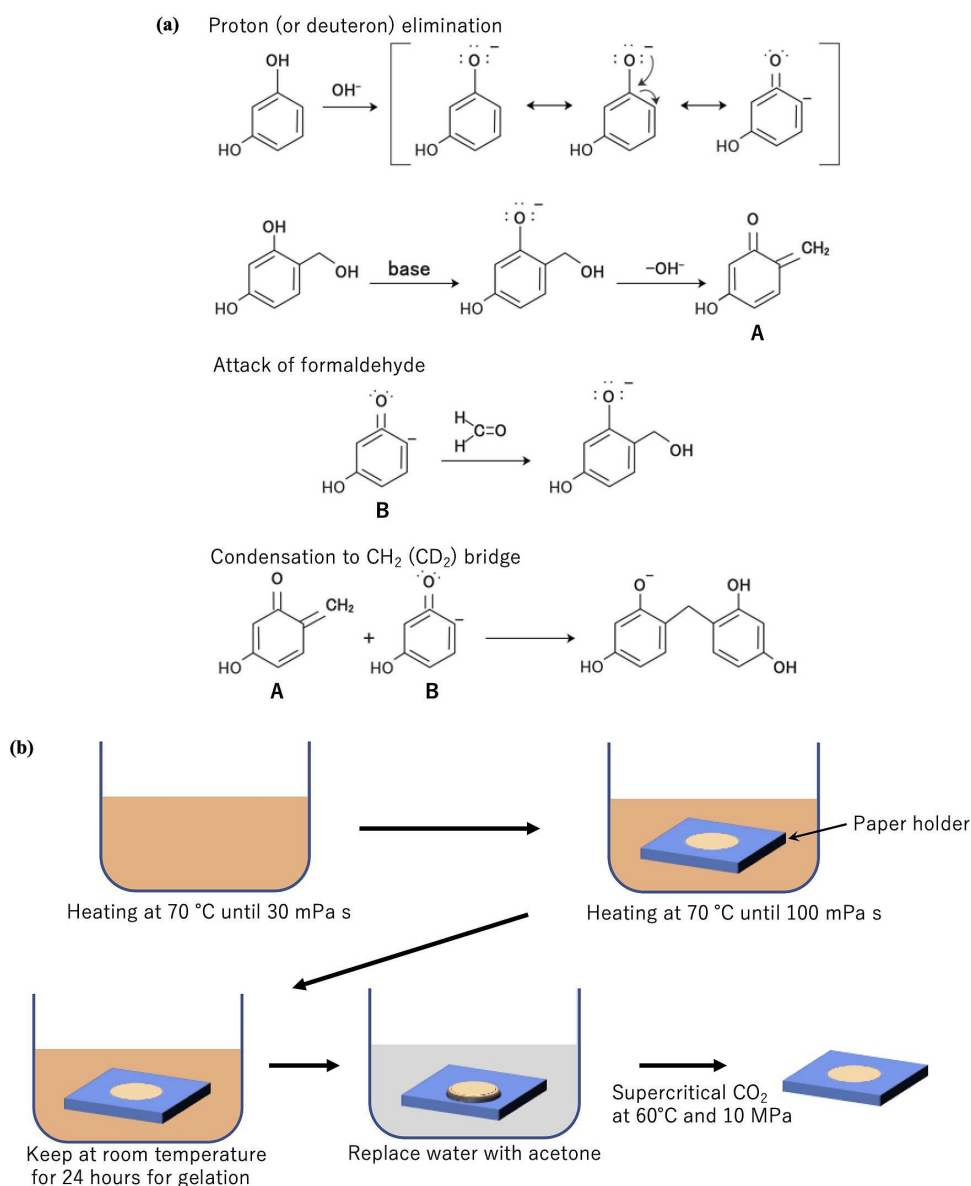 (a) Proton (or deuteron) elimination
OH
HO
OH⁻
:O: −
HO
:O: −
HO
O
−
HO
OH
OH
HO
base
:O: −
OH
HO
−OH⁻
O
CH₂
HO
A
Attack of formaldehyde
O
−
HO
B
H
C=O
H
:O: −
OH
HO
Condensation to CH₂ (CD₂) bridge
O
CH₂
HO
A
+
O
−
HO
B
O⁻
HO
OH
OH
(b)
Paper holder
Heating at 70 °C until 30 mPa s
Heating at 70 °C until 100 mPa s
Keep at room temperature
for 24 hours for gelation
Replace water with acetone
Supercritical CO₂
at 60°C and 10 MPa